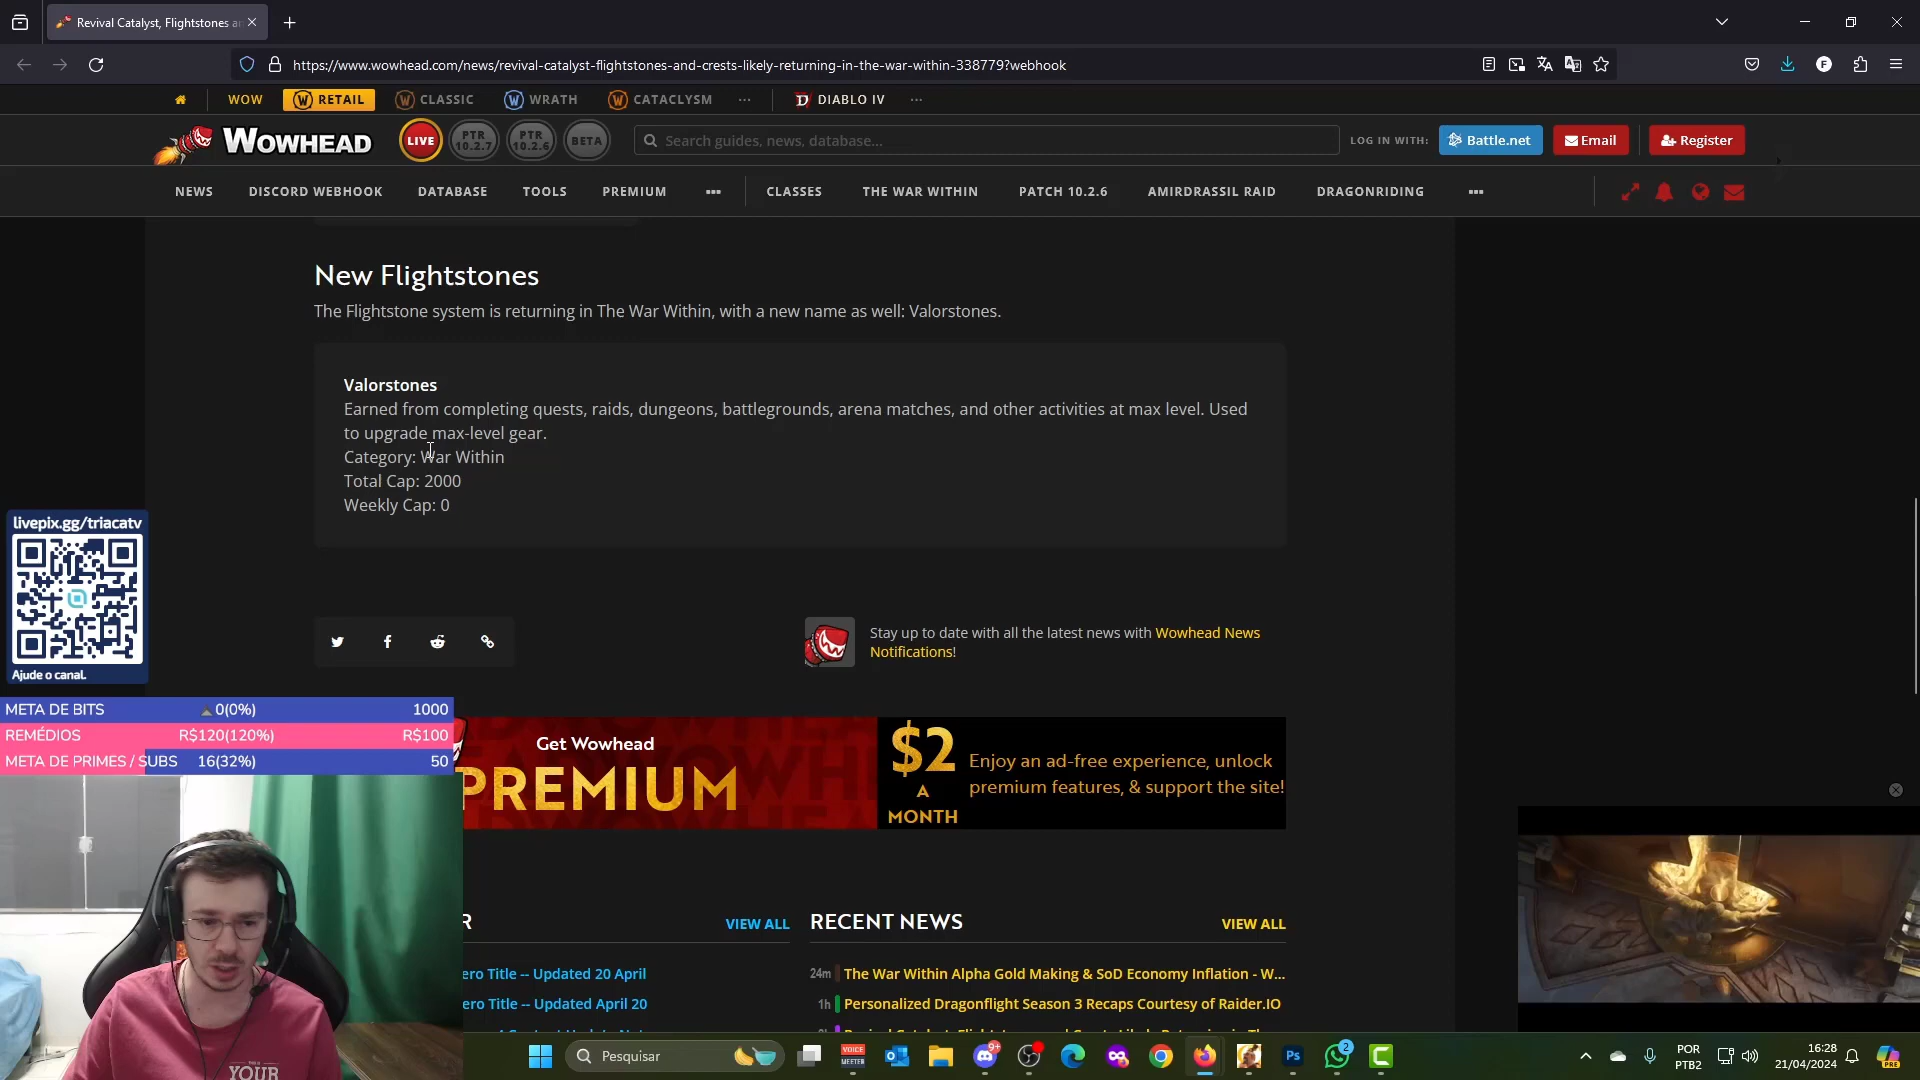 Revival Catalyst, Flightstones an
https://www.wowhead.com/news/revival-catalyst-flightstones-and-crests-likely-returning-in-the-war-within-338779?webhook
WOW
RETAIL
CLASSIC
WRATH
CATACLYSM
DIABLO IV
WOWHEAD
LIVE
PTR
10.2.7
PTR
10.2.6
BETA
Search guides, news, database...
LOG IN WITH:
Battle.net
Email
Register
NEWS
DISCORD WEBHOOK
DATABASE
TOOLS
PREMIUM
CLASSES
THE WAR WITHIN
PATCH 10.2.6
AMIRDRASSIL RAID
DRAGONRIDING
New Flightstones
The Flightstone system is returning in The War Within, with a new name as well: Valorstones.
Valorstones
Earned from completing quests, raids, dungeons, battlegrounds, arena matches, and other activities at max level. Used
to upgrade max-level gear.
Category: War Within
Total Cap: 2000
Weekly Cap: 0
livepix.gg/triacatv
Ajude o canal.
Stay up to date with all the latest news with Wowhead News
Notifications!
META DE BITS 0(0%) 1000
REMÉDIOS R$120(120%) R$100
META DE PRIMES / SUBS 16(32%) 50
Get Wowhead
PREMIUM
$2
A
MONTH
Enjoy an ad-free experience, unlock
premium features, & support the site!
R
VIEW ALL
ero Title -- Updated 20 April
ero Title -- Updated April 20
RECENT NEWS
VIEW ALL
24m The War Within Alpha Gold Making & SoD Economy Inflation - W...
1h Personalized Dragonflight Season 3 Recaps Courtesy of Raider.IO
YOUR
Pesquisar
VOICE
MEETER
9+
Ps
2
POR
PTB2
16:28
21/04/2024
PRE